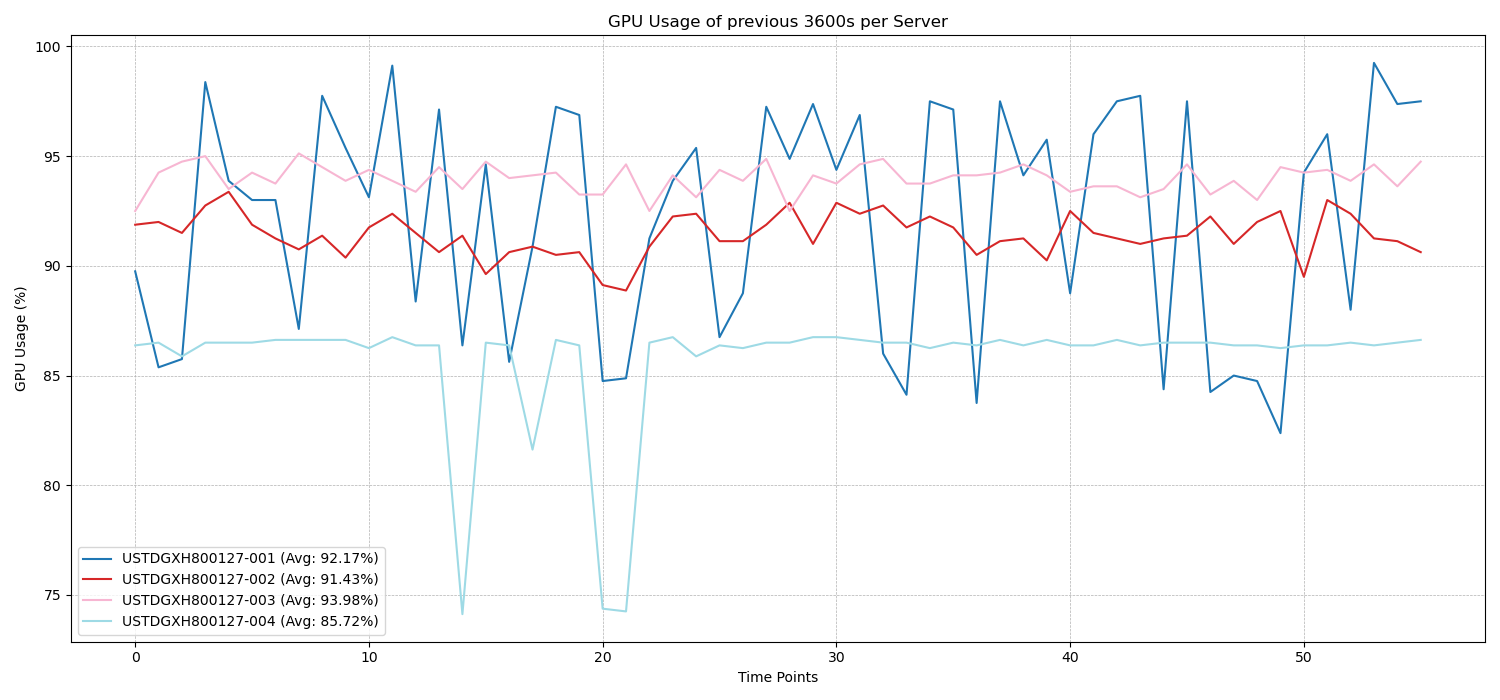 GPU Usage of previous 3600s per Server
GPU Usage (%)
100
95
90
85
80
75
USTDGXH800127-001 (Avg: 92.17%)
USTDGXH800127-002 (Avg: 91.43%)
USTDGXH800127-003 (Avg: 93.98%)
USTDGXH800127-004 (Avg: 85.72%)
0 10 20 30 40 50
Time Points